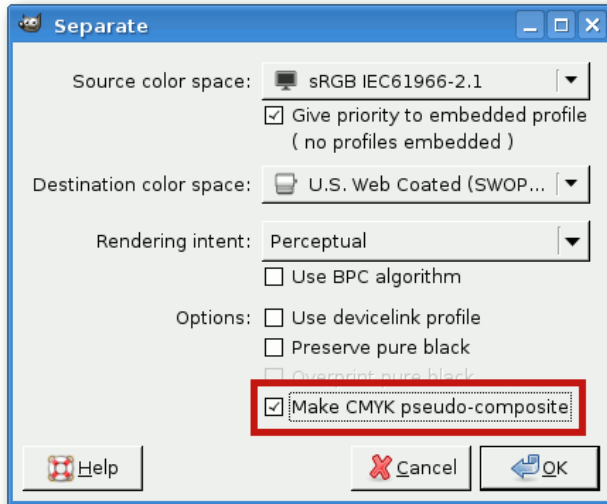 Separate
Source color space: sRGB IEC61966-2.1
Give priority to embedded profile
( no profiles embedded )
Destination color space: U.S. Web Coated (SWOP...
Rendering intent: Perceptual
Use BPC algorithm
Options: Use devicelink profile
Preserve pure black
Overprint pure black
Make CMYK pseudo-composite
Help Cancel OK